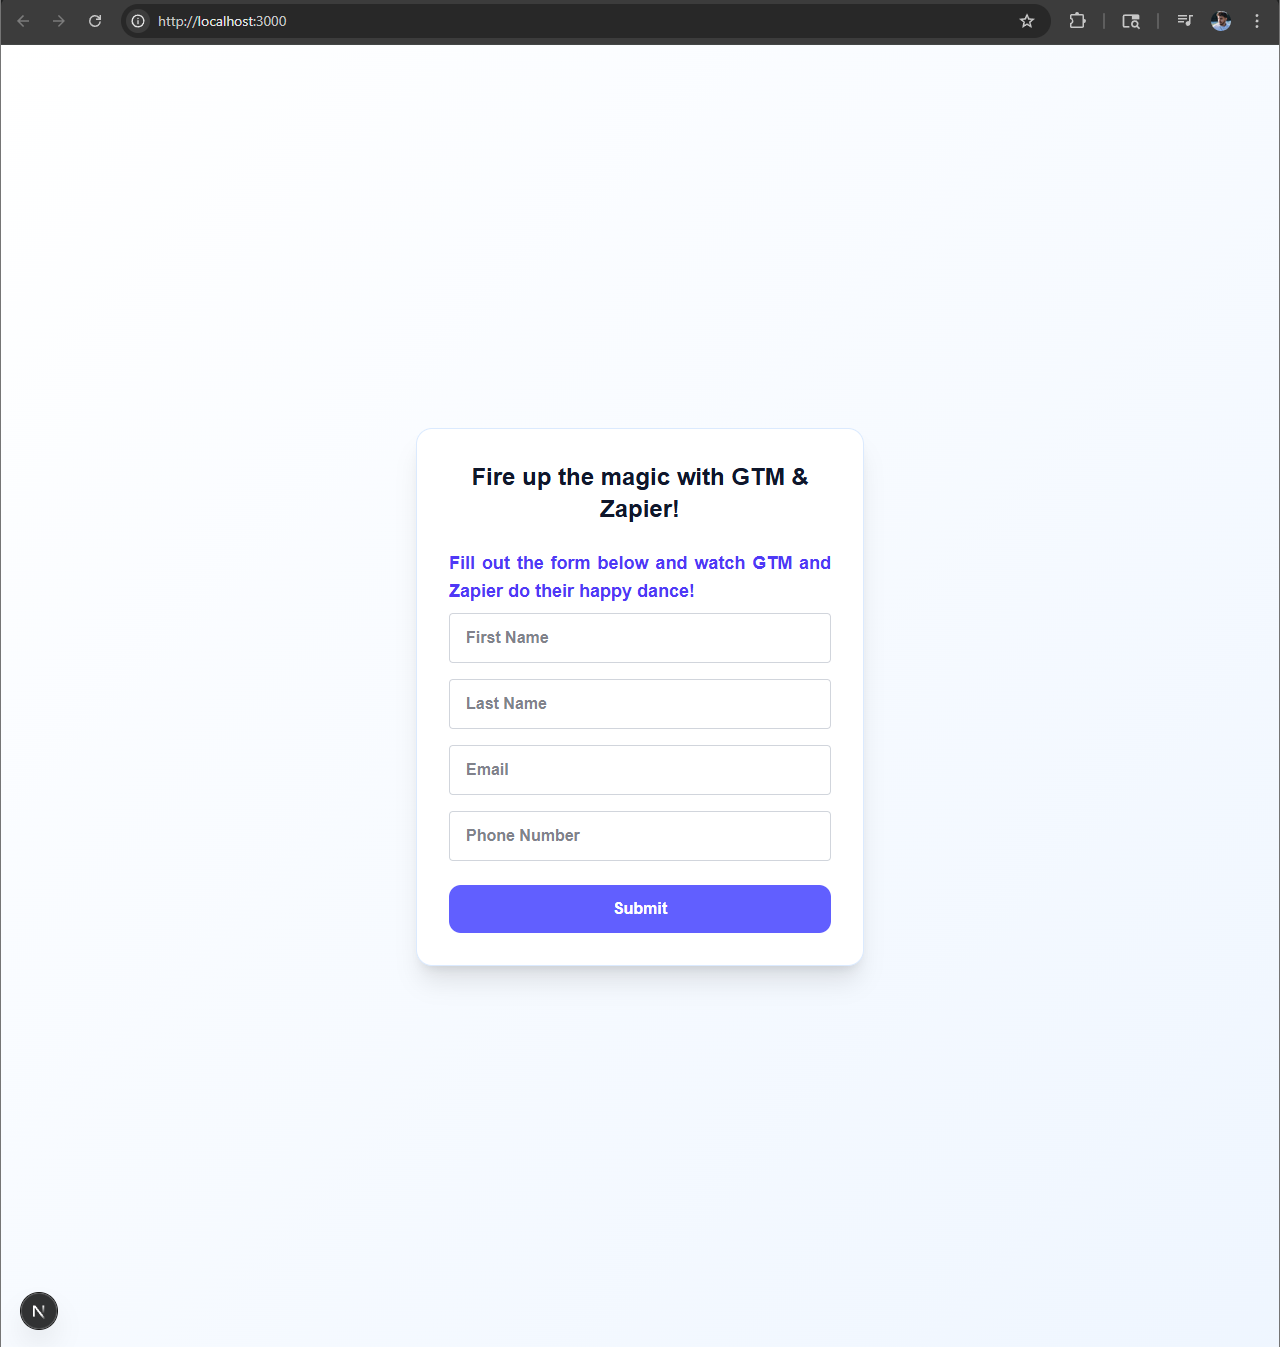 http://localhost:3000
Fire up the magic with GTM &
Zapier!
Fill out the form below and watch GTM and
Zapier do their happy dance!
First Name
Last Name
Email
Phone Number
Submit
N